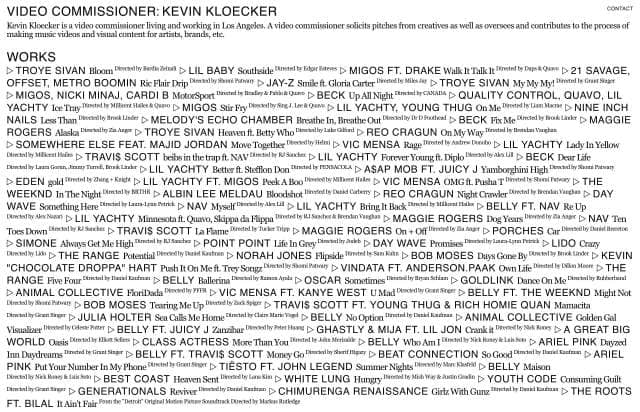 VIDEO COMMISSIONER: KEVIN KLOECKER
CONTACT
Kevin Kloecker is a video commissioner living and working in Los Angeles. A video commissioner solicits pitches from creatives as well as oversees and contributes to the process of
making music videos and visual content for artists, brands, etc.
WORKS
▷ TROYE SIVAN Bloom Directed by Bardia Zeinali ▷ LIL BABY Southside Directed by Edgar Esteves ▷ MIGOS FT. DRAKE Walk It Talk It Directed by Daps & Quavo ▷ 21 SAVAGE,
OFFSET, METRO BOOMIN Ric Flair Drip Directed by Shomi Patwary ▷ JAY-Z Smile ft. Gloria Carter Directed by Miles Jay ▷ TROYE SIVAN My My My! Directed by Grant Singer
▷ MIGOS, NICKI MINAJ, CARDI B MotorSport Directed by Bradley & Pablo & Quavo ▷ BECK Up All Night Directed by CANADA ▷ QUALITY CONTROL, QUAVO, LIL
YACHTY Ice Tray Directed by Millicent Hailes & Quavo ▷ MIGOS Stir Fry Directed by Sing J. Lee & Quavo ▷ LIL YACHTY, YOUNG THUG On Me Directed by Liam Macrae ▷ NINE INCH
NAILS Less Than Directed by Brook Linder ▷ MELODY'S ECHO CHAMBER Breathe In, Breathe Out Directed by Dr D Foothead ▷ BECK Fix Me Directed by Brook Linder ▷ MAGGIE
ROGERS Alaska Directed by Zia Anger ▷ TROYE SIVAN Heaven ft. Betty Who Directed by Luke Gilford ▷ REO CRAGUN On My Way Directed by Brendan Vaughan
▷ SOMEWHERE ELSE FEAT. MAJID JORDAN Move Together Directed by Helmi ▷ VIC MENSA Rage Directed by Andrew Donoho ▷ LIL YACHTY Lady In Yellow
Directed by Millicent Hailes ▷ TRAVI$ SCOTT beibs in the trap ft. NAV Directed by RJ Sanchez ▷ LIL YACHTY Forever Young ft. Diplo Directed by Alex Lill ▷ BECK Dear Life
Directed by Laura Gorun, Jimmy Turrell, Brook Linder ▷ LIL YACHTY Better ft. Stefflon Don Directed by PENSACOLA ▷ A$AP MOB FT. JUICY J Yamborghini High Directed by Shomi Patwary
▷ EDEN gold Directed by Zhang + Knight ▷ MIGOS Peek A Boo Directed by Millicent Hailes ▷ VIC MENSA OMG ft. Pusha T Directed by Shomi Patwary ▷ THE
WEEKND In The Night Directed by BRTHR ▷ ALBIN LEE MELDAU Bloodshot Directed by Daniel Carberry ▷ REO CRAGUN Night Crawler Directed by Brendan Vaughan ▷ DAY
WAVE Something Here Directed by Laura-Lynn Petrick ▷ NAV Myself Directed by Alex Lill ▷ LIL YACHTY Bring It Back Directed by Millicent Hailes ▷ BELLY FT. NAV Re Up
Directed by Alex Nazari ▷ LIL YACHTY Minnesota ft. Quavo, Skippa da Flippa Directed by RJ Sanchez & Brendan Vaughan ▷ MAGGIE ROGERS Dog Years Directed by Zia Anger ▷ NAV Ten
Toes Down Directed by RJ Sanchez ▷ TRAVI$ SCOTT La Flame Directed by Tucker Tripp ▷ MAGGIE ROGERS On + Off Directed by Zia Anger ▷ PORCHES Car Directed by Daniel Brereton
▷ SIMONE Always Get Me High Directed by RJ Sanchez ▷ POINT POINT Life In Grey Directed by Judeh ▷ DAY WAVE Promises Directed by Laura-Lynn Petrick ▷ LIDO Crazy
Directed by Lido ▷ THE RANGE Potential Directed by Daniel Kaufman ▷ NORAH JONES Flipside Directed by Sam Kuhn ▷ BOB MOSES Days Gone By Directed by Brook Linder ▷ KEVIN
"CHOCOLATE DROPPA" HART Push It On Me ft. Trey Songz Directed by Shomi Patwary ▷ VINDATA FT. ANDERSON.PAAK Own Life Directed by Dillon Moore ▷ THE
RANGE Five Four Directed by Daniel Kaufman ▷ BELLY Ballerina Directed by Grant Singer ▷ OSCAR Sometimes Directed by Bryan Schlam ▷ GOLDLINK Dance On Me Directed by Rubberband
▷ ANIMAL COLLECTIVE FloriDada Directed by PFFR ▷ VIC MENSA FT. KANYE WEST U Mad Directed by Grant Singer ▷ BELLY FT. THE WEEKND Might Not
Directed by Shomi Patwary ▷ BOB MOSES Tearing Me Up Directed by Zack Spiger ▷ TRAVI$ SCOTT FT. YOUNG THUG & RICH HOMIE QUAN Mamacita
Directed by Grant Singer ▷ JULIA HOLTER Sea Calls Me Home Directed by Claire Marie Vogel ▷ BELLY No Option Directed by Daniel Kaufman ▷ ANIMAL COLLECTIVE Golden Gal
Visualizer Directed by Celeste Potter ▷ BELLY FT. JUICY J Zanzibar Directed by Peter Huang ▷ GHASTLY & MIJA FT. LIL JON Crank it Directed by Nick Roney ▷ A GREAT BIG
WORLD Oasis Directed by Elliott Sellers ▷ CLASS ACTRESS More Than You Directed by John Merizalde ▷ BELLY Who Am I Directed by Nick Roney & Luis Soto ▷ ARIEL PINK Dayzed
Inn Daydreams Directed by Grant Singer ▷ BELLY FT. TRAVI$ SCOTT Money Go Directed by Sherif Higazy ▷ BEAT CONNECTION So Good Directed by Daniel Kaufman ▷ ARIEL
PINK Put Your Number In My Phone Directed by Grant Singer ▷ TIËSTO FT. JOHN LEGEND Summer Nights Directed by Marc Klasfeld ▷ BELLY Maison
Directed by Nick Roney & Luis Soto ▷ BEST COAST Heaven Sent Directed by Lana Kim ▷ WHITE LUNG Hungry Directed by Mish Way & Justin Gradin ▷ YOUTH CODE Consuming Guilt
Directed by Grant Singer ▷ GENERATIONALS Reviver Directed by Daniel Kaufman ▷ CHIMURENGA RENAISSANCE Girlz With Gunz Directed by Daniel Kaufman ▷ THE ROOTS
FT. BILAL It Ain't Fair From the "Detroit" Original Motion Picture Soundtrack Directed by Markus Rutledge